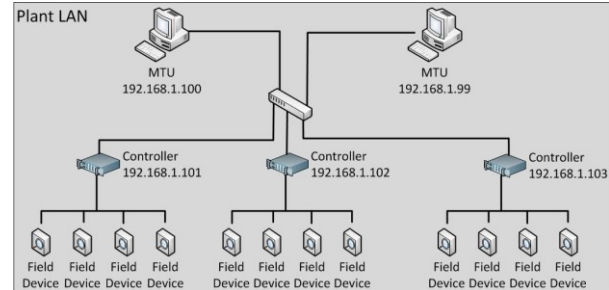 Plant LAN
MTU
192.168.1.100
MTU
192.168.1.99
Controller
192.168.1.101
Controller
192.168.1.102
Controller
192.168.1.103
Field Field Field Field
Device Device Device Device
Field Field Field Field
Device Device Device Device
Field Field Field Field
Device Device Device Device